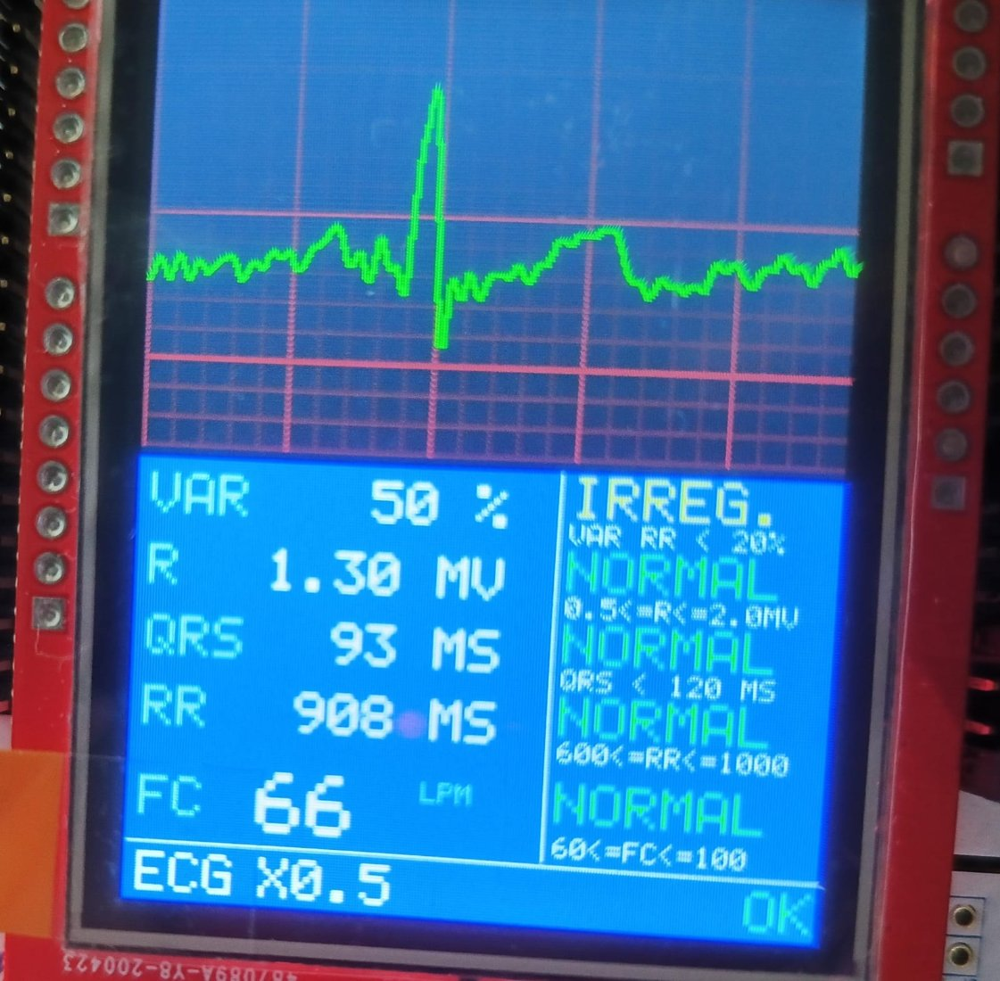 VAR 50 %
IRREG.
VAR RR < 20%
R 1.30 MV
NORMAL
0.5<=R<=2.0MV
QRS 93 MS
NORMAL
QRS < 120 MS
RR 908 MS
NORMAL
600<=RR<=1000
FC 66 LPM
NORMAL
60<=FC<=100
ECG X0.5
OK